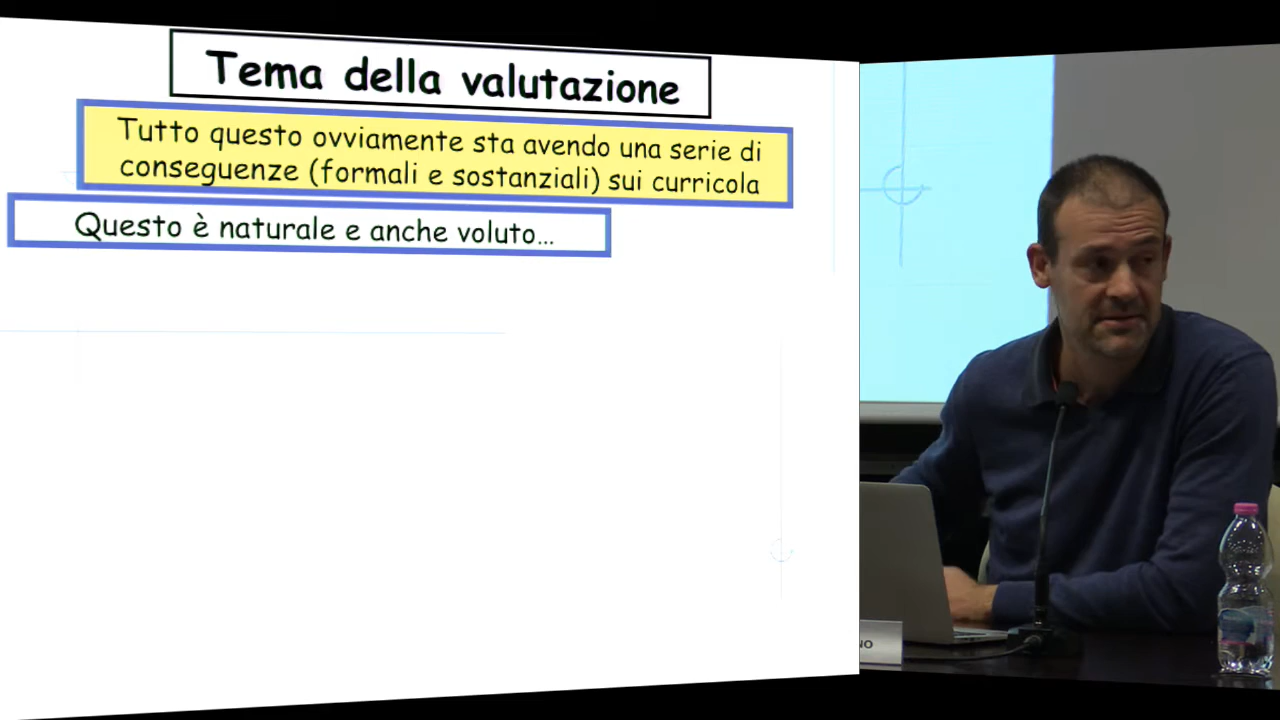 Tema della valutazione
Tutto questo ovviamente sta avendo una serie di
conseguenze (formali e sostanziali) sui curricola
Questo è naturale e anche voluto...